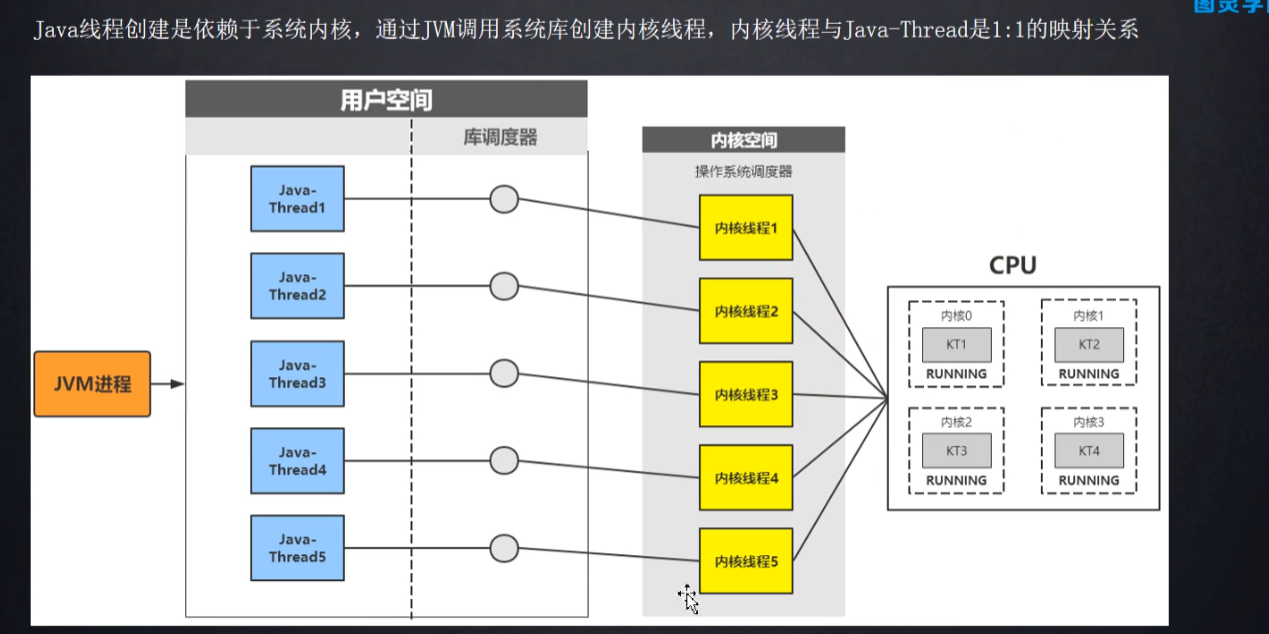 图灵学
Java线程创建是依赖于系统内核，通过JVM调用系统库创建内核线程，内核线程与Java-Thread是1:1的映射关系
用户空间
库调度器
内核空间
操作系统调度器
Java-
Thread1
内核线程1
Java-
Thread2
内核线程2
Java-
Thread3
内核线程3
Java-
Thread4
内核线程4
Java-
Thread5
内核线程5
JVM进程
CPU
内核0
KT1
RUNNING
内核1
KT2
RUNNING
内核2
KT3
RUNNING
内核3
KT4
RUNNING